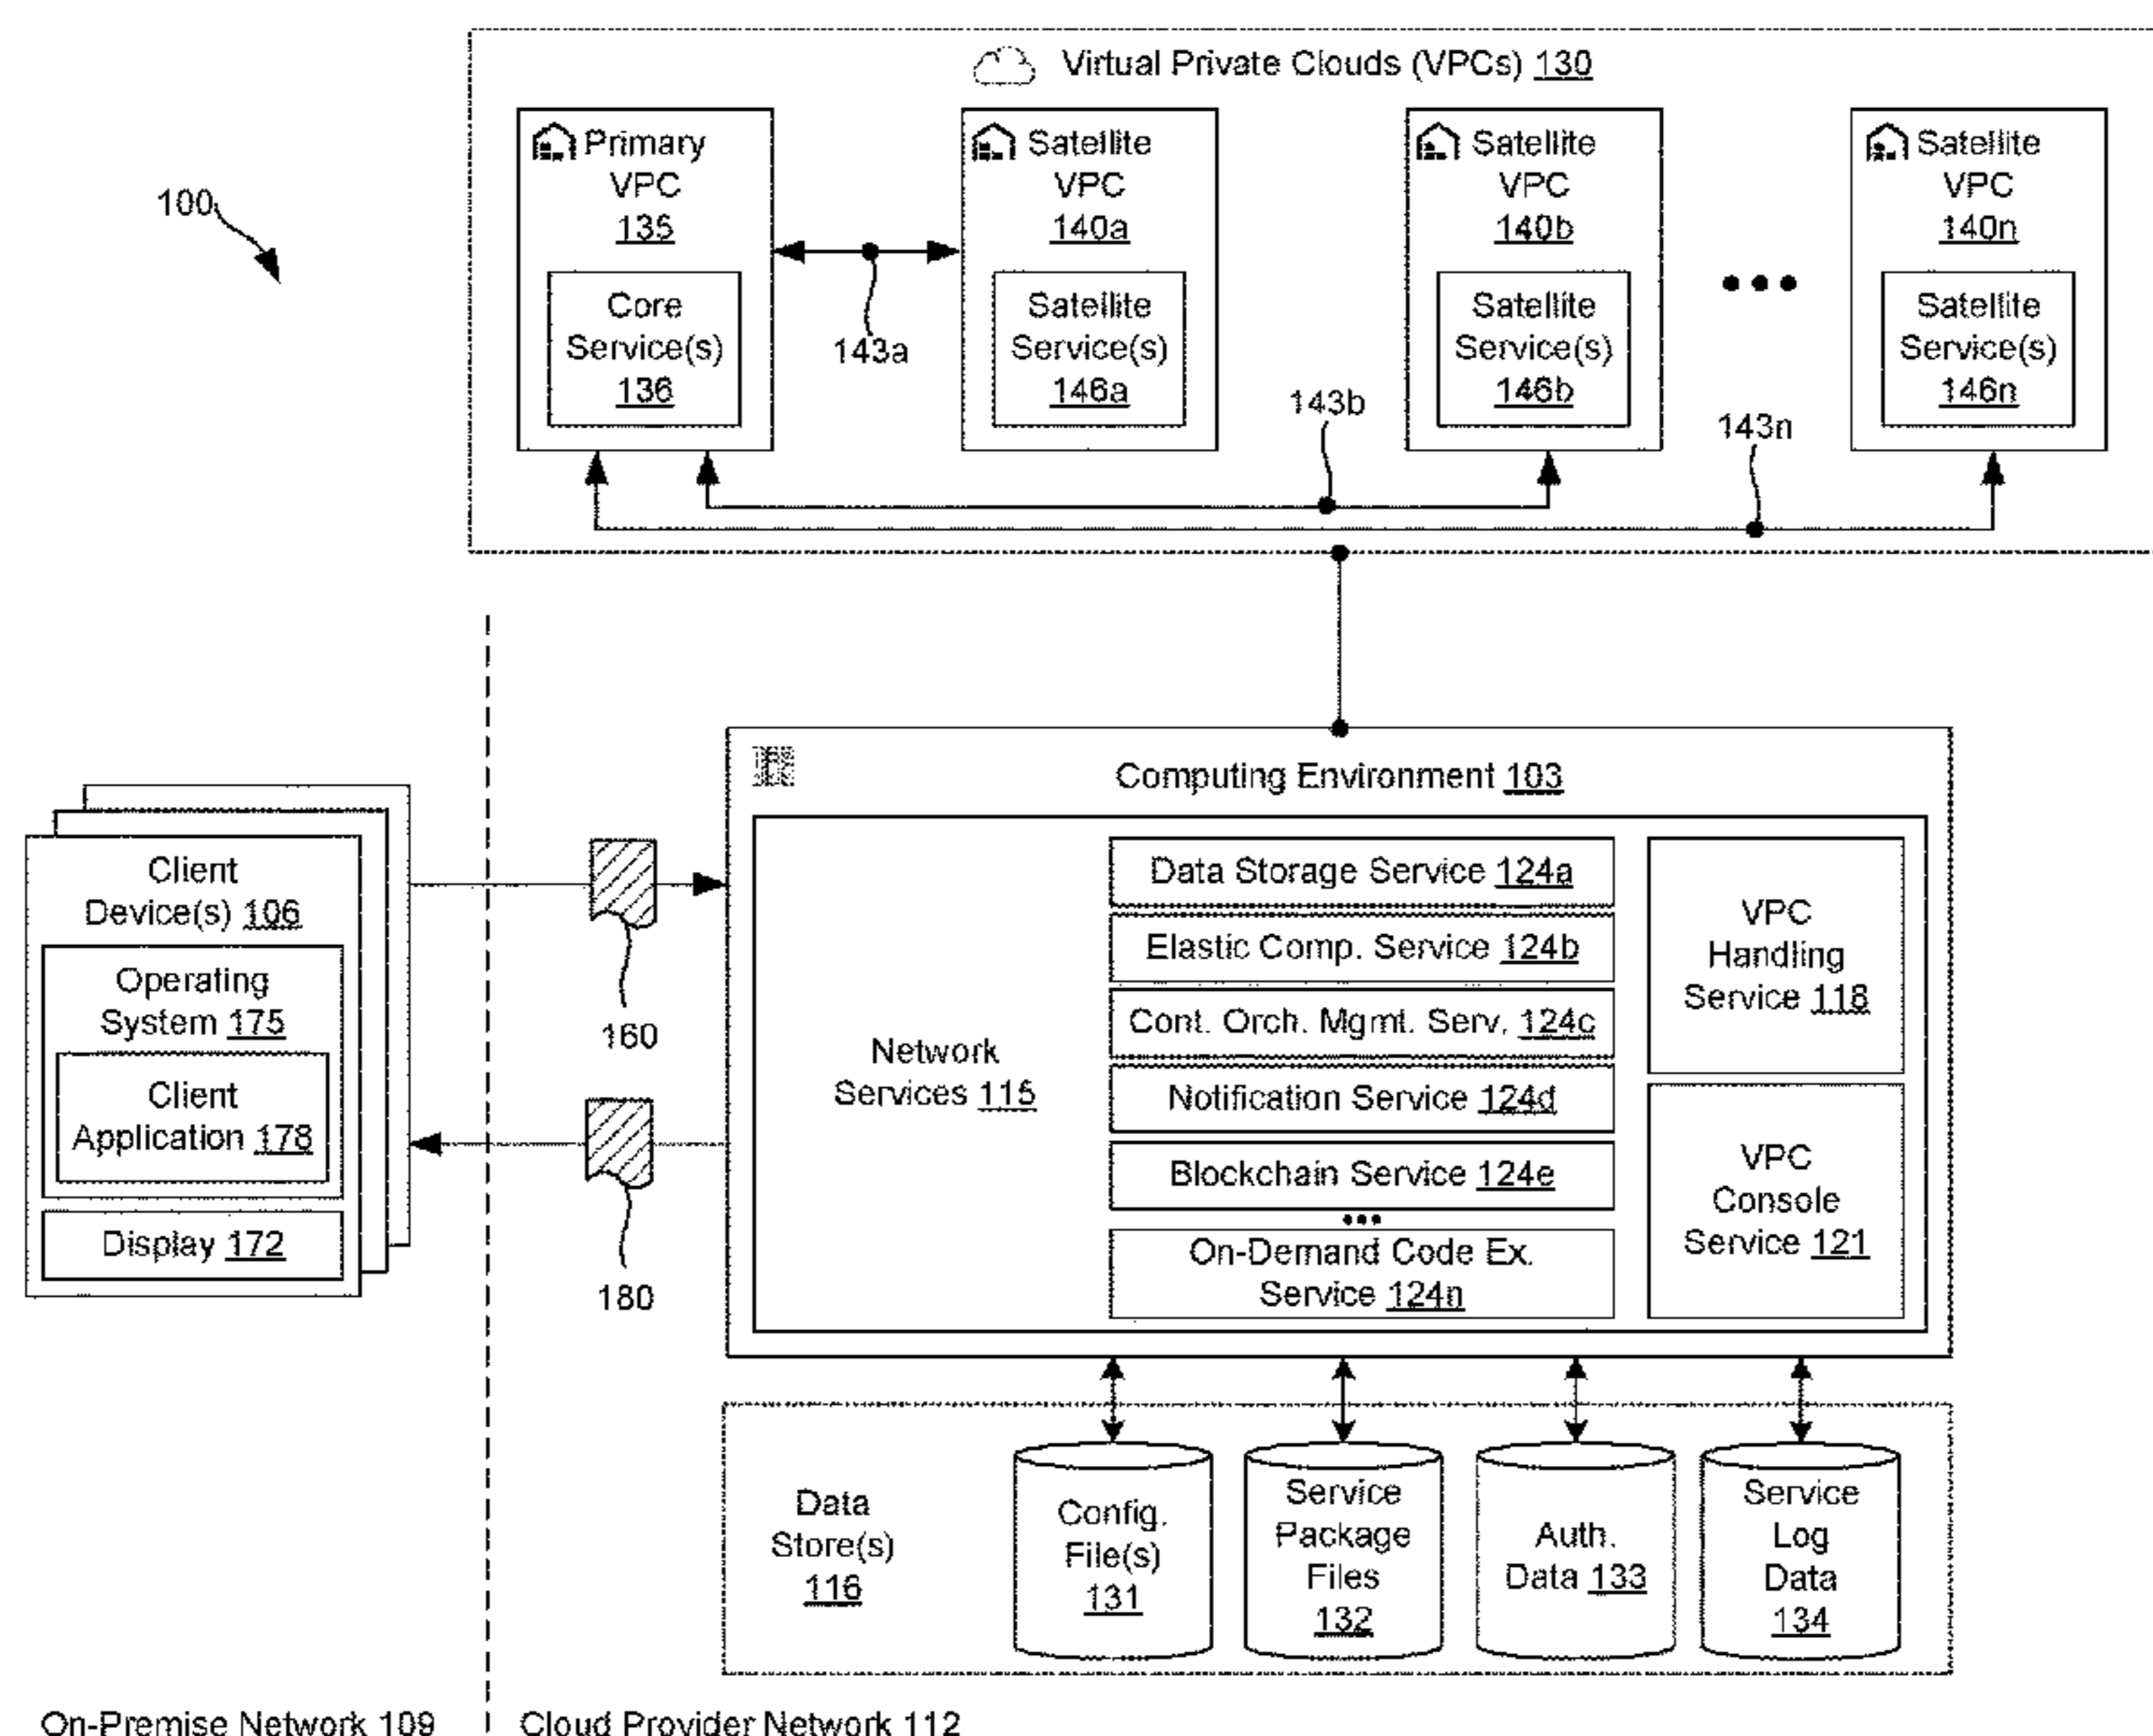 Virtual Private Clouds (VPCs) 130
Primary
VPC
135
Core
Service(s)
136
Satellite
VPC
140a
Satellite
Service(s)
146a
Satellite
VPC
140b
Satellite
Service(s)
146b
Satellite
VPC
140n
Satellite
Service(s)
146n
100
143a
143b
143n
Computing Environment 103
Network
Services 115
Data Storage Service 124a
Elastic Comp. Service 124b
Cont. Orch. Mgmt. Serv. 124c
Notification Service 124d
Blockchain Service 124e
On-Demand Code Ex.
Service 124n
VPC
Handling
Service 118
VPC
Console
Service 121
Client
Device(s) 106
Operating
System 175
Client
Application 178
Display 172
160
180
Data
Store(s)
116
Config.
File(s)
131
Service
Package
Files
132
Auth.
Data 133
Service
Log
Data
134
On-Premise Network 109
Cloud Provider Network 112